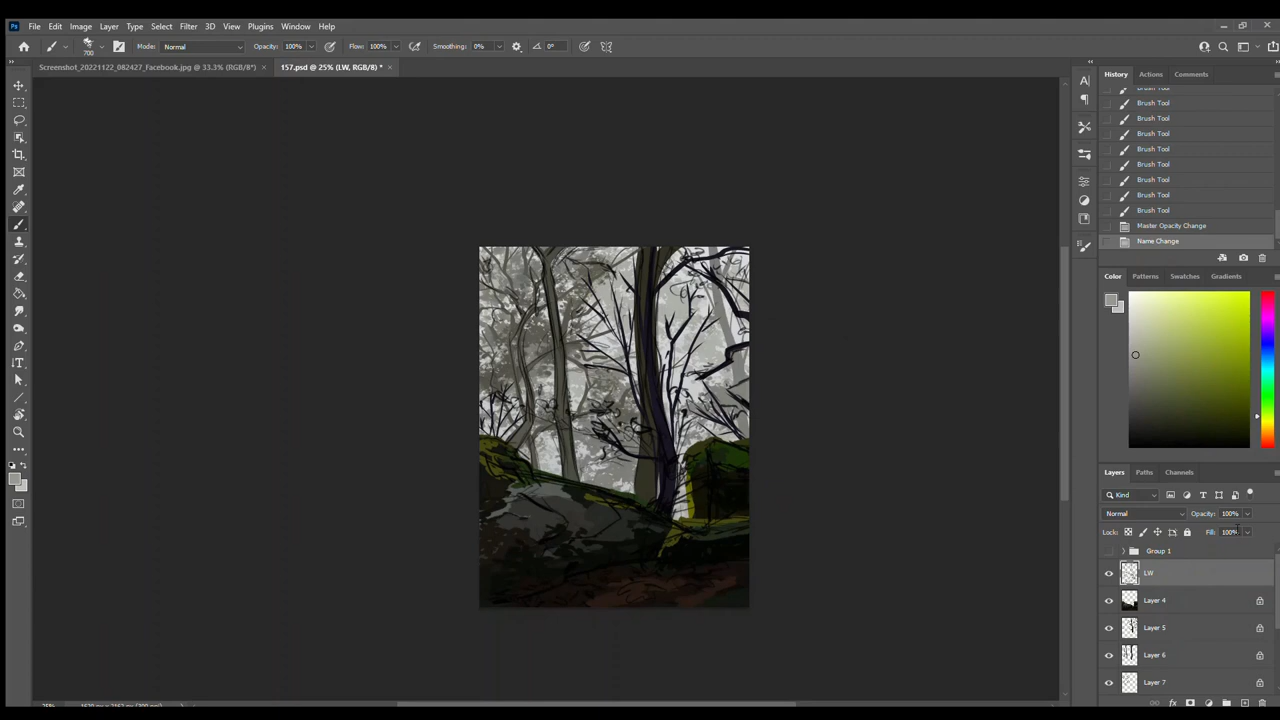 Ps File Edit Image Layer Type Select Filter 3D View Plugins Window Help
700 Mode: Normal Opacity: 100% Flow: 100% Smoothing: 0% 0°
Screenshot_20221122_082427_Facebook.jpg @ 33.3% (RGB/8*) × 157.psd @ 25% (LW, RGB/8) * ×
History Actions Comments
Brush Tool
Brush Tool
Brush Tool
Brush Tool
Brush Tool
Brush Tool
Brush Tool
Brush Tool
Brush Tool
Master Opacity Change
Name Change
Color Patterns Swatches Gradients
Layers Paths Channels
Kind
Normal Opacity: 100%
Lock: Fill: 100%
Group 1
LW
Layer 4
Layer 5
Layer 6
Layer 7